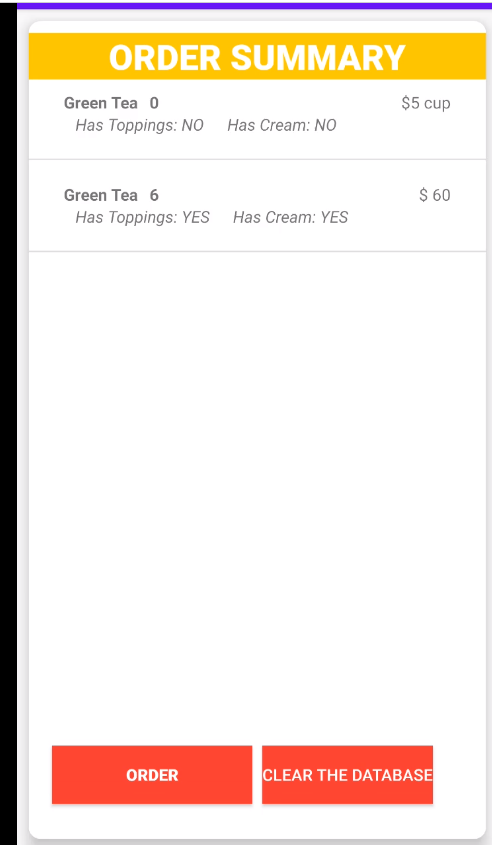 ORDER SUMMARY
Green Tea 0 $5 cup
Has Toppings: NO Has Cream: NO
Green Tea 6 $ 60
Has Toppings: YES Has Cream: YES
ORDER CLEAR THE DATABASE